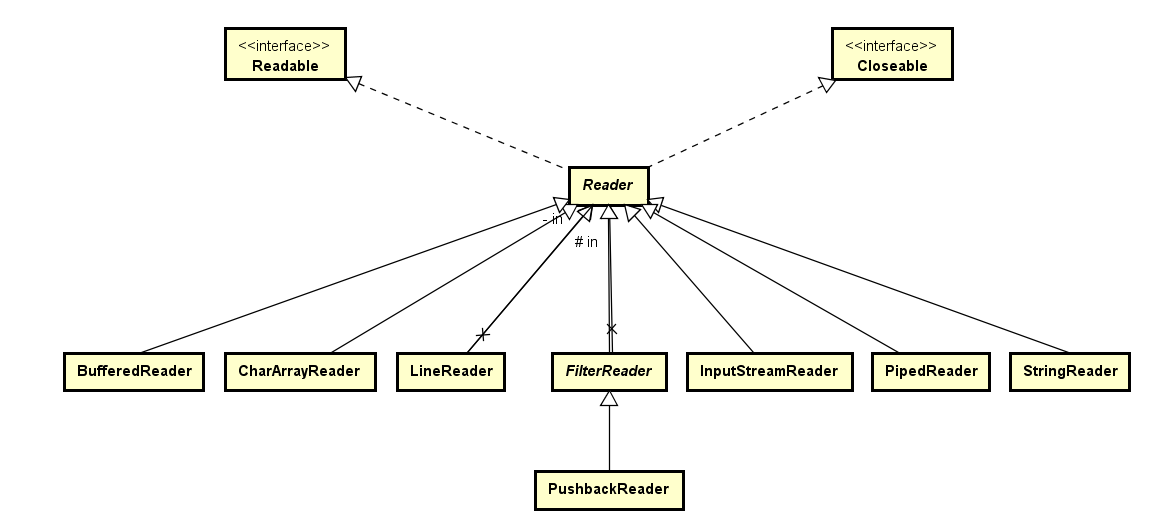 <<interface>>
Readable
<<interface>>
Closeable
Reader
- in
# in
BufferedReader
CharArrayReader
LineReader
FilterReader
InputStreamReader
PipedReader
StringReader
PushbackReader